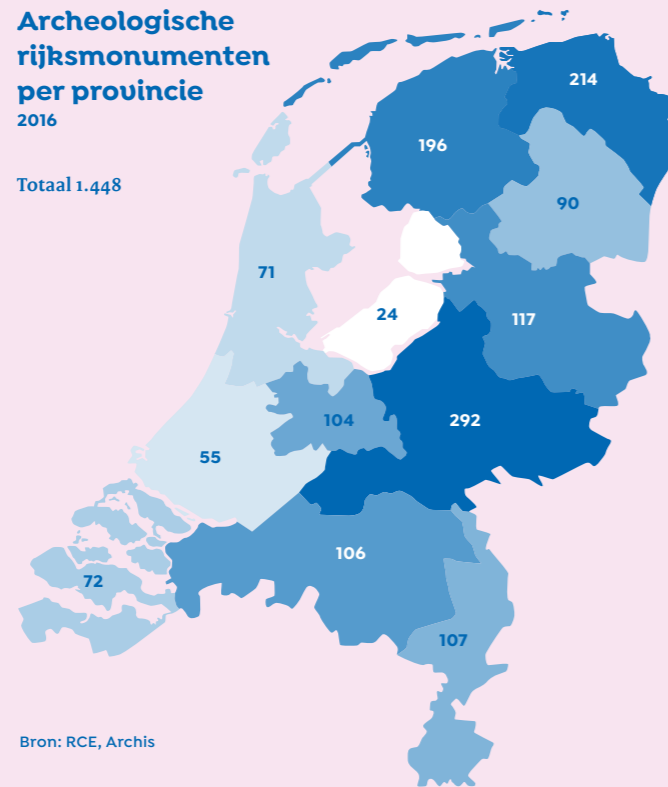 Archeologische
rijksmonumenten
per provincie
2016
Totaal 1.448
214
196
90
71
24
117
104
292
55
106
72
107
Bron: RCE, Archis